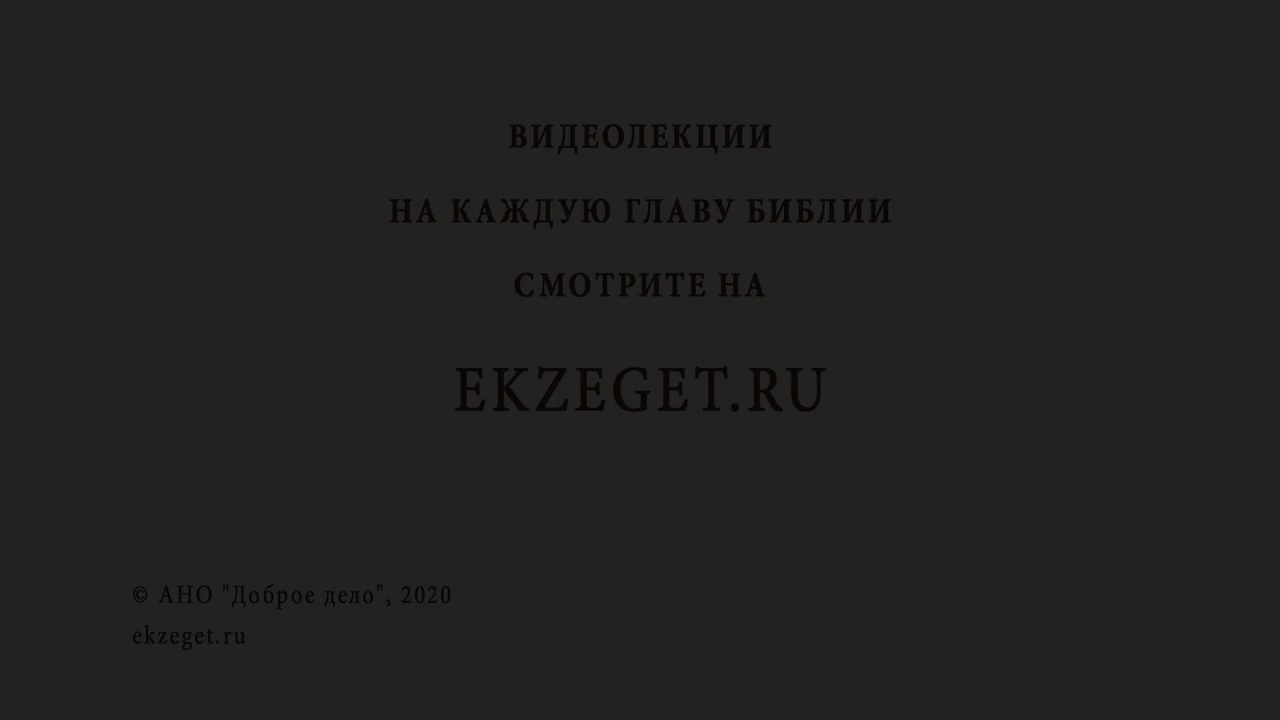 ВИДЕОЛЕКЦИИ
НА КАЖДУЮ ГЛАВУ БИБЛИИ
СМОТРИТЕ НА
EKZEGET.RU
© АНО "Доброе дело", 2020
ekzeget.ru